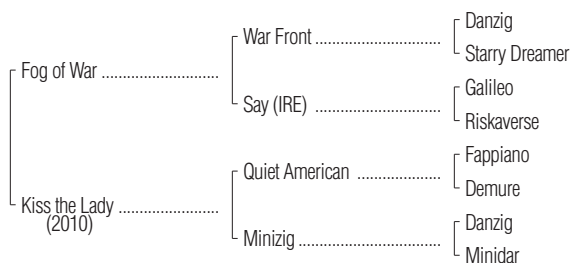 Danzig
War Front ................................
Starry Dreamer
Fog of War ..............................
Galileo
Say (IRE) ................................
Riskaverse
Fappiano
Quiet American ......................
Demure
Kiss the Lady ..........................
(2010)
Danzig
Minizig .....................................
Minidar